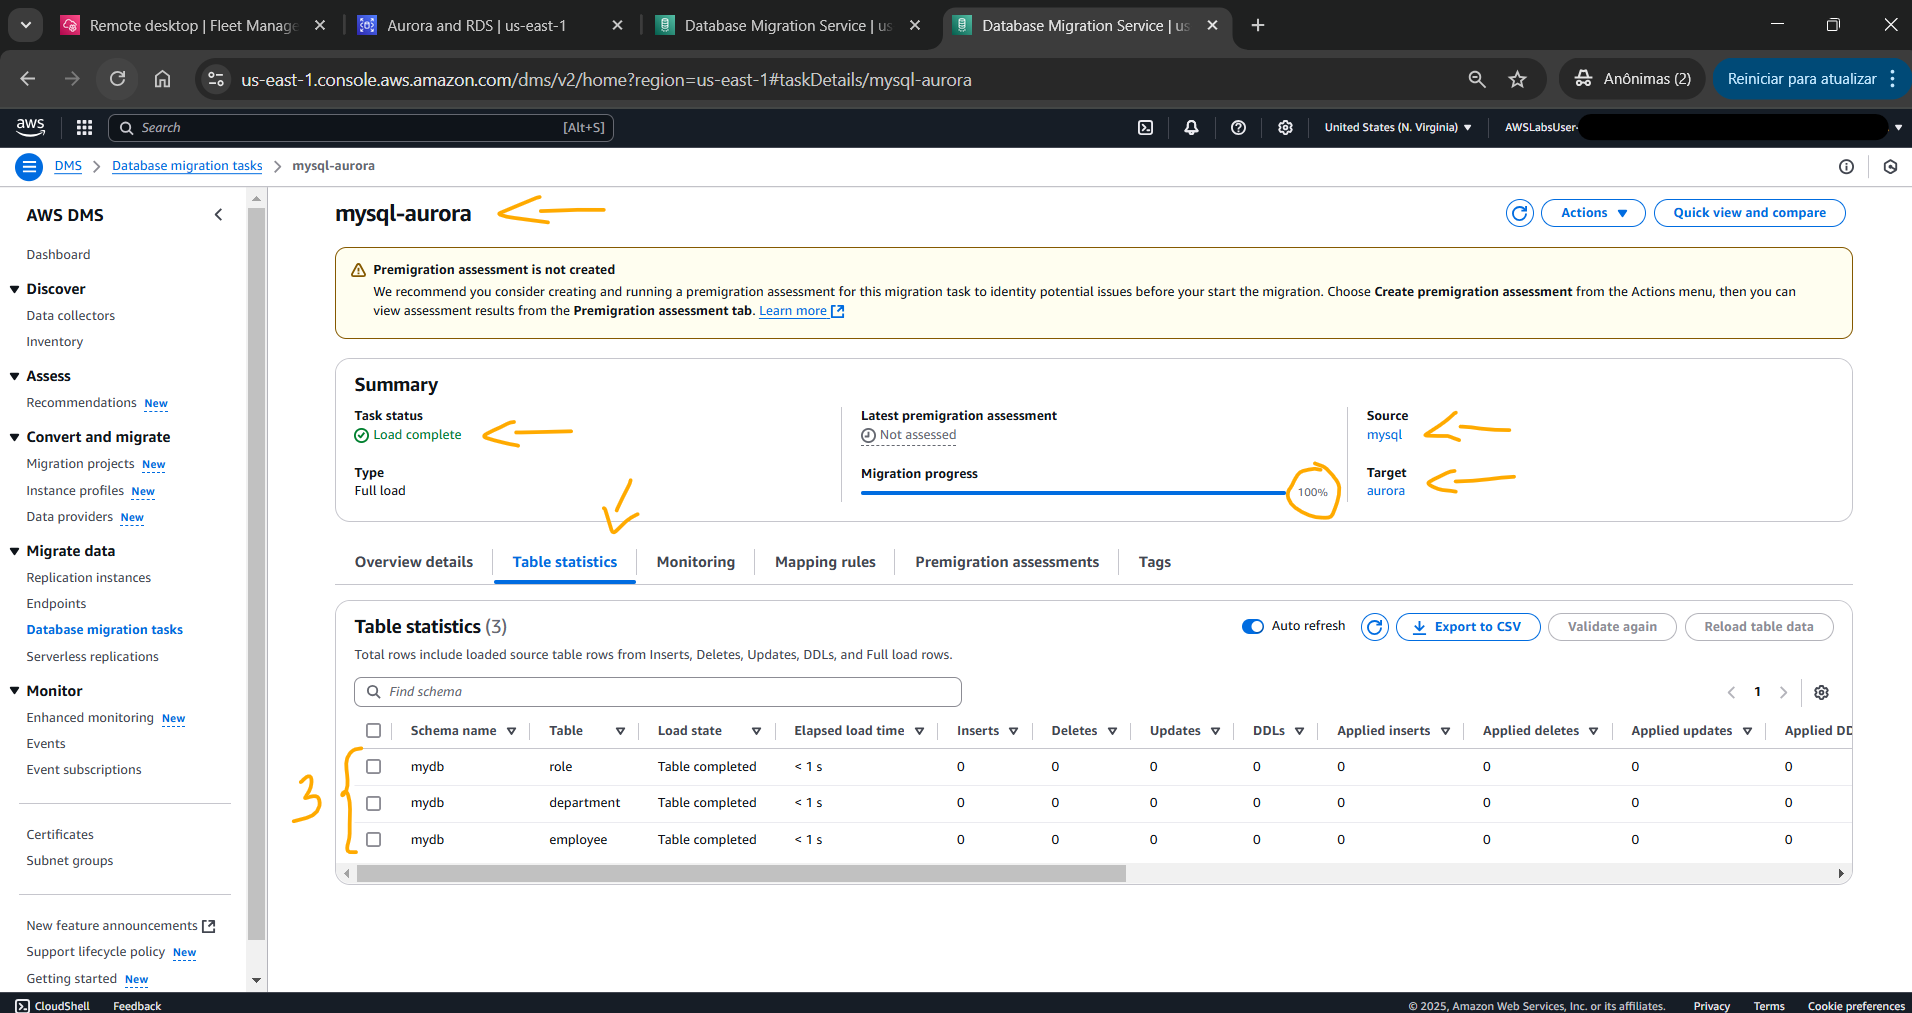 Remote desktop | Fleet Manage
Aurora and RDS | us-east-1
Database Migration Service | us
Database Migration Service | us
us-east-1.console.aws.amazon.com/dms/v2/home?region=us-east-1#taskDetails/mysql-aurora
Anônimas (2)
Reiniciar para atualizar
aws
Search
[Alt+S]
United States (N. Virginia)
AWSLabsUser-
DMS
Database migration tasks
mysql-aurora
AWS DMS
Dashboard
Discover
Data collectors
Inventory
Assess
Recommendations New
Convert and migrate
Migration projects New
Instance profiles New
Data providers New
Migrate data
Replication instances
Endpoints
Database migration tasks
Serverless replications
Monitor
Enhanced monitoring New
Events
Event subscriptions
Certificates
Subnet groups
New feature announcements
Support lifecycle policy New
Getting started New
mysql-aurora
Actions
Quick view and compare
Premigration assessment is not created
We recommend you consider creating and running a premigration assessment for this migration task to identity potential issues before your start the migration. Choose Create premigration assessment from the Actions menu, then you can
view assessment results from the Premigration assessment tab. Learn more
Summary
Task status
Load complete
Type
Full load
Latest premigration assessment
Not assessed
Migration progress
100%
Source
mysql
Target
aurora
Overview details
Table statistics
Monitoring
Mapping rules
Premigration assessments
Tags
Table statistics (3)
Auto refresh
Export to CSV
Validate again
Reload table data
Total rows include loaded source table rows from Inserts, Deletes, Updates, DDLs, and Full load rows.
Find schema
1
Schema name Table Load state Elapsed load time Inserts Deletes Updates DDLs Applied inserts Applied deletes Applied updates Applied DD
mydb role Table completed < 1 s 0 0 0 0 0 0 0 0
3
mydb department Table completed < 1 s 0 0 0 0 0 0 0 0
mydb employee Table completed < 1 s 0 0 0 0 0 0 0 0
CloudShell
Feedback
© 2025, Amazon Web Services, Inc. or its affiliates.
Privacy
Terms
Cookie preferences